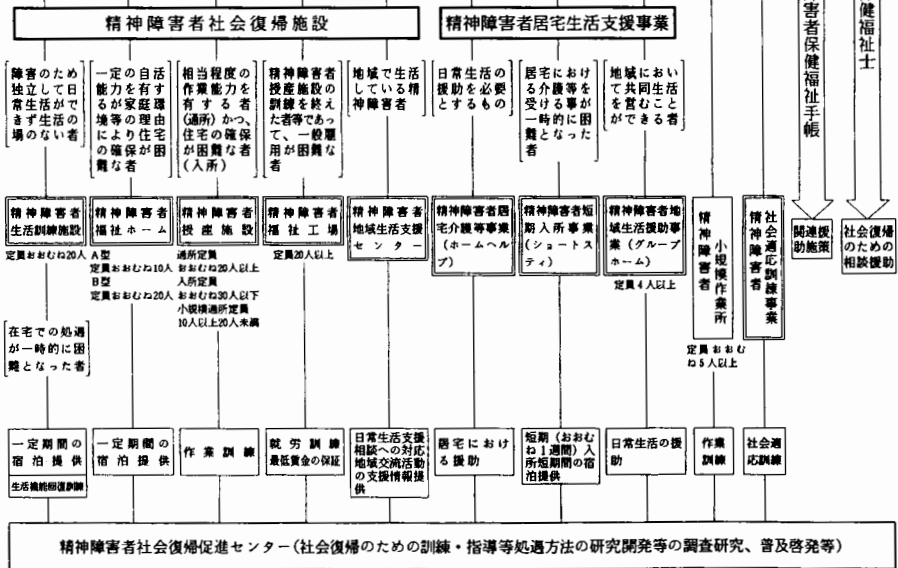 精神障害者社会復帰施設
精神障害者居宅生活支援事業
害者保健福祉手帳
健福祉士
障害のため
独立して日
常生活がで
きず生活の
場のない者
一定の自活
能力を有す
るが家庭環
境等の理由
により住宅
の確保が困
難な者
相当程度の
作業能力を
有する者
(通所)かつ、
住宅の確保
が困難な者
(入所)
精神障害者
授産施設の
訓練を終え
た者等であっ
て、一般雇
用が困難な
者
地域で生活
している精
神障害者
日常生活の
援助を必要
とするもの
居宅におけ
る介護等を
受ける事が
一時的に
困難になった
者
地域におい
て共同生活
を営むこと
ができる者
精神障害者
生活訓練施設
定員おおむね20人
精神障害者
福祉ホーム
A型
定員おおむね10人
B型
定員おおむね20人
精神障害者
授産施設
通所定員
おおむね20人以上
入所定員
おおむね30人以下
小規模通所定員
10人以上20人未満
精神障害者
福祉工場
定員20人以上
精神障害者
地域生活支援
センター
精神障害者居
宅介護等事業
(ホームヘル
プ)
精神障害者短
期入所事業
(ショートス
ティ)
精神障害者地
域生活援助事
業(グループ
ホーム)
定員4人以上
精神障害者
小規模作業所
定員おおむ
ね5人以上
精神障害者
社会適応訓練事業
関連援
助施策
社会復帰
のための
相談援助
在宅での処遇
が一時的に困
難となった者
一定期間の
宿泊提供
生活機能回復訓練
一定期間の
宿泊提供
作業訓練
就労訓練
最低賃金の保証
日常生活支援
相談への対応
地域交流活動
の支援情報提
供
居宅におけ
る援助
短期(おおむ
ね1週間)入
所短期間の宿
泊提供
日常生活の援
助
作業
訓練
社会適
応訓練
精神障害者社会復帰促進センター(社会復帰のための訓練・指導等処遇方法の研究開発等の調査研究、普及啓発等)